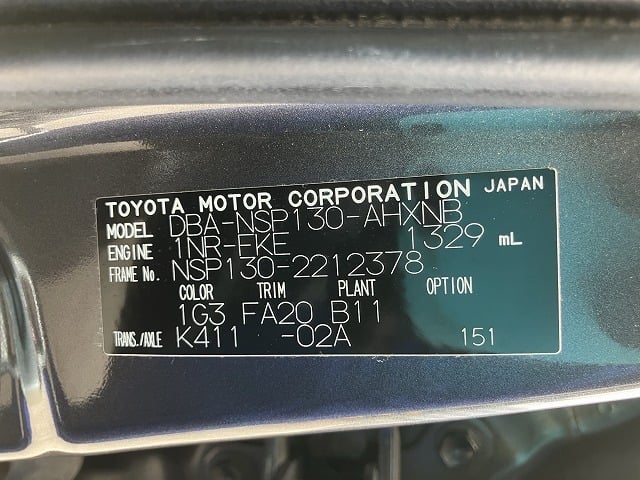 TOYOTA MOTOR CORPORATION JAPAN
MODEL DBA-NSP130-AHXNB
ENGINE 1NR-FKE 1329 mL
FRAME No. NSP130-2212378
COLOR TRIM PLANT OPTION
1G3 FA20 B11
TRANS./AXLE K411 -02A 151